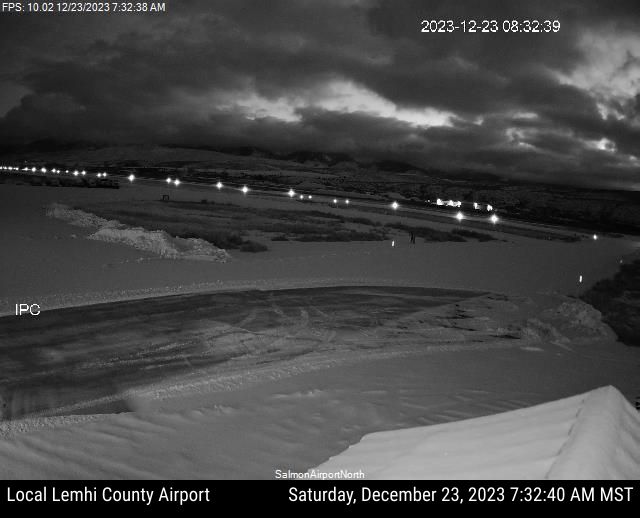 FPS: 10.02 12/23/2023 7:32:38 AM
2023-12-23 08:32:39
IPC
SalmonAirportNorth
Local Lemhi County Airport Saturday, December 23, 2023 7:32:40 AM MST